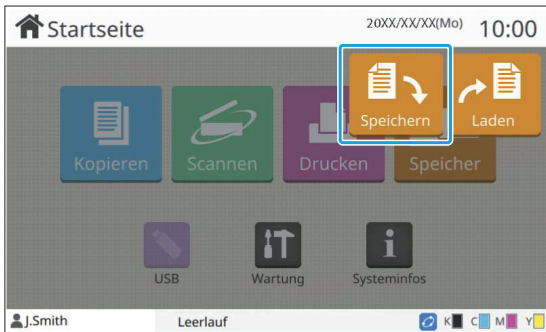 Startseite
20XX/XX/XX(Mo)
10:00
Speichern
Laden
Kopieren
Scannen
Drucken
Speicher
USB
Wartung
Systeminfos
J.Smith
Leerlauf
K C M Y